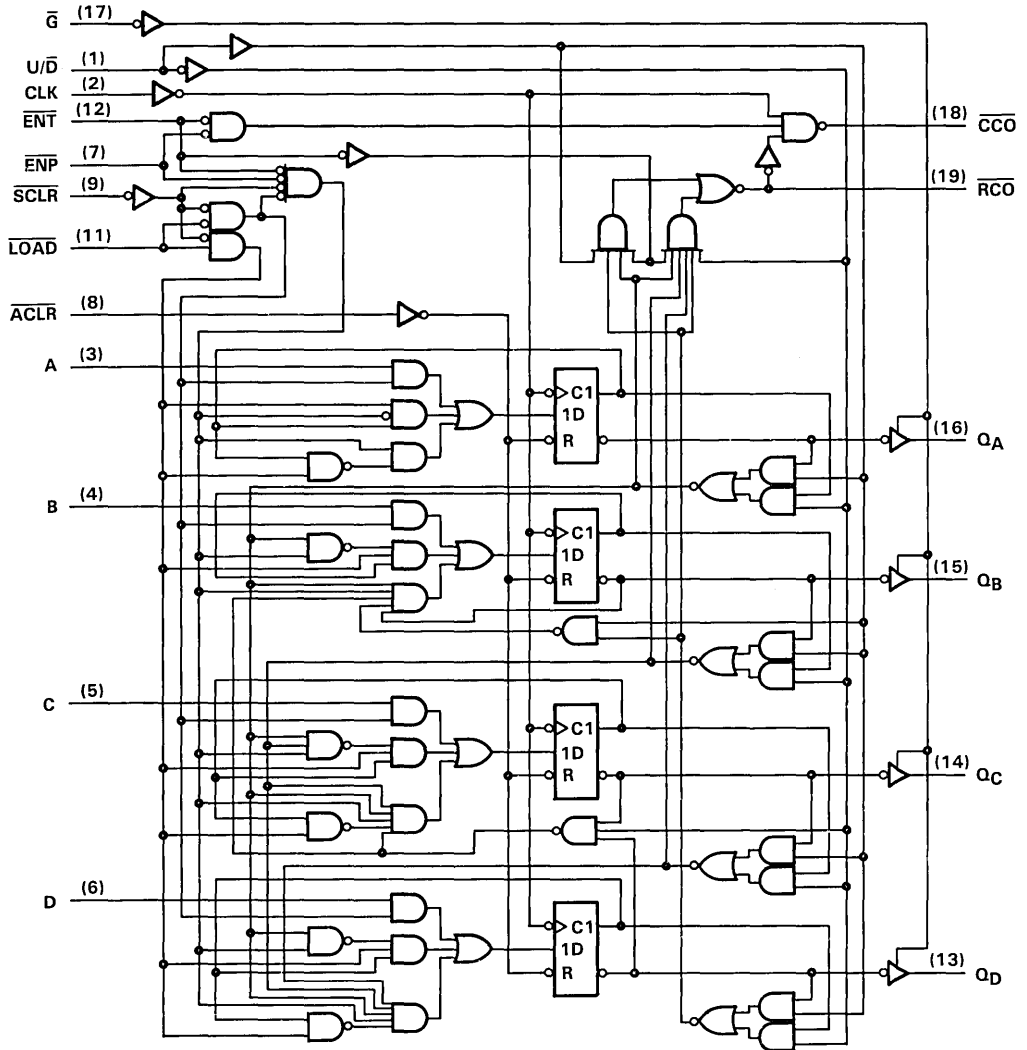 G̅ (17)
U/D̅ (1)
CLK (2)
E̅N̅T̅ (12)
E̅N̅P̅ (7)
S̅C̅L̅R̅ (9)
L̅O̅A̅D̅ (11)
A̅C̅L̅R̅ (8)
(18) C̅C̅O̅
(19) R̅C̅O̅
A (3)
C1
1D
R
(16) QA
B (4)
C1
1D
R
(15) QB
C (5)
C1
1D
R
(14) QC
D (6)
C1
1D
R
(13) QD